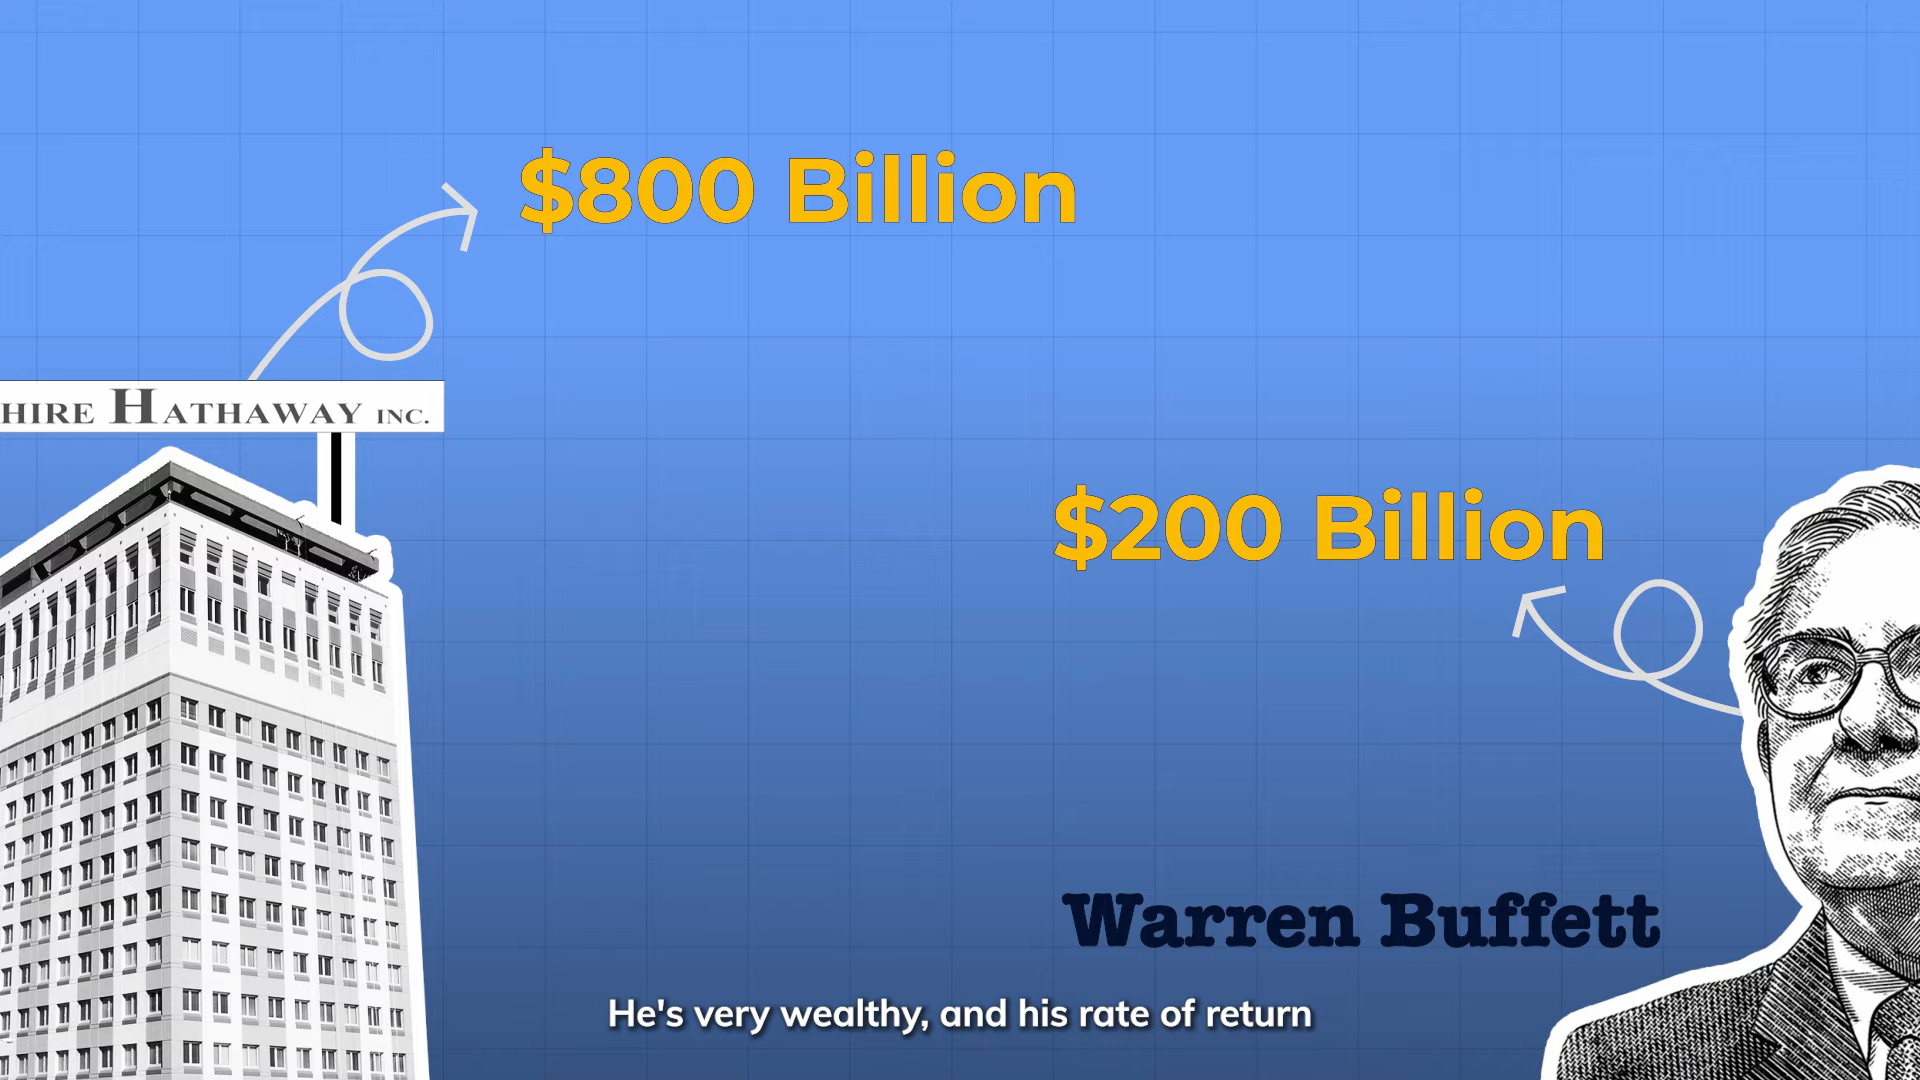 $800 Billion
HIRE HATHAWAY INC.
$200 Billion
Warren Buffett
He's very wealthy, and his rate of return